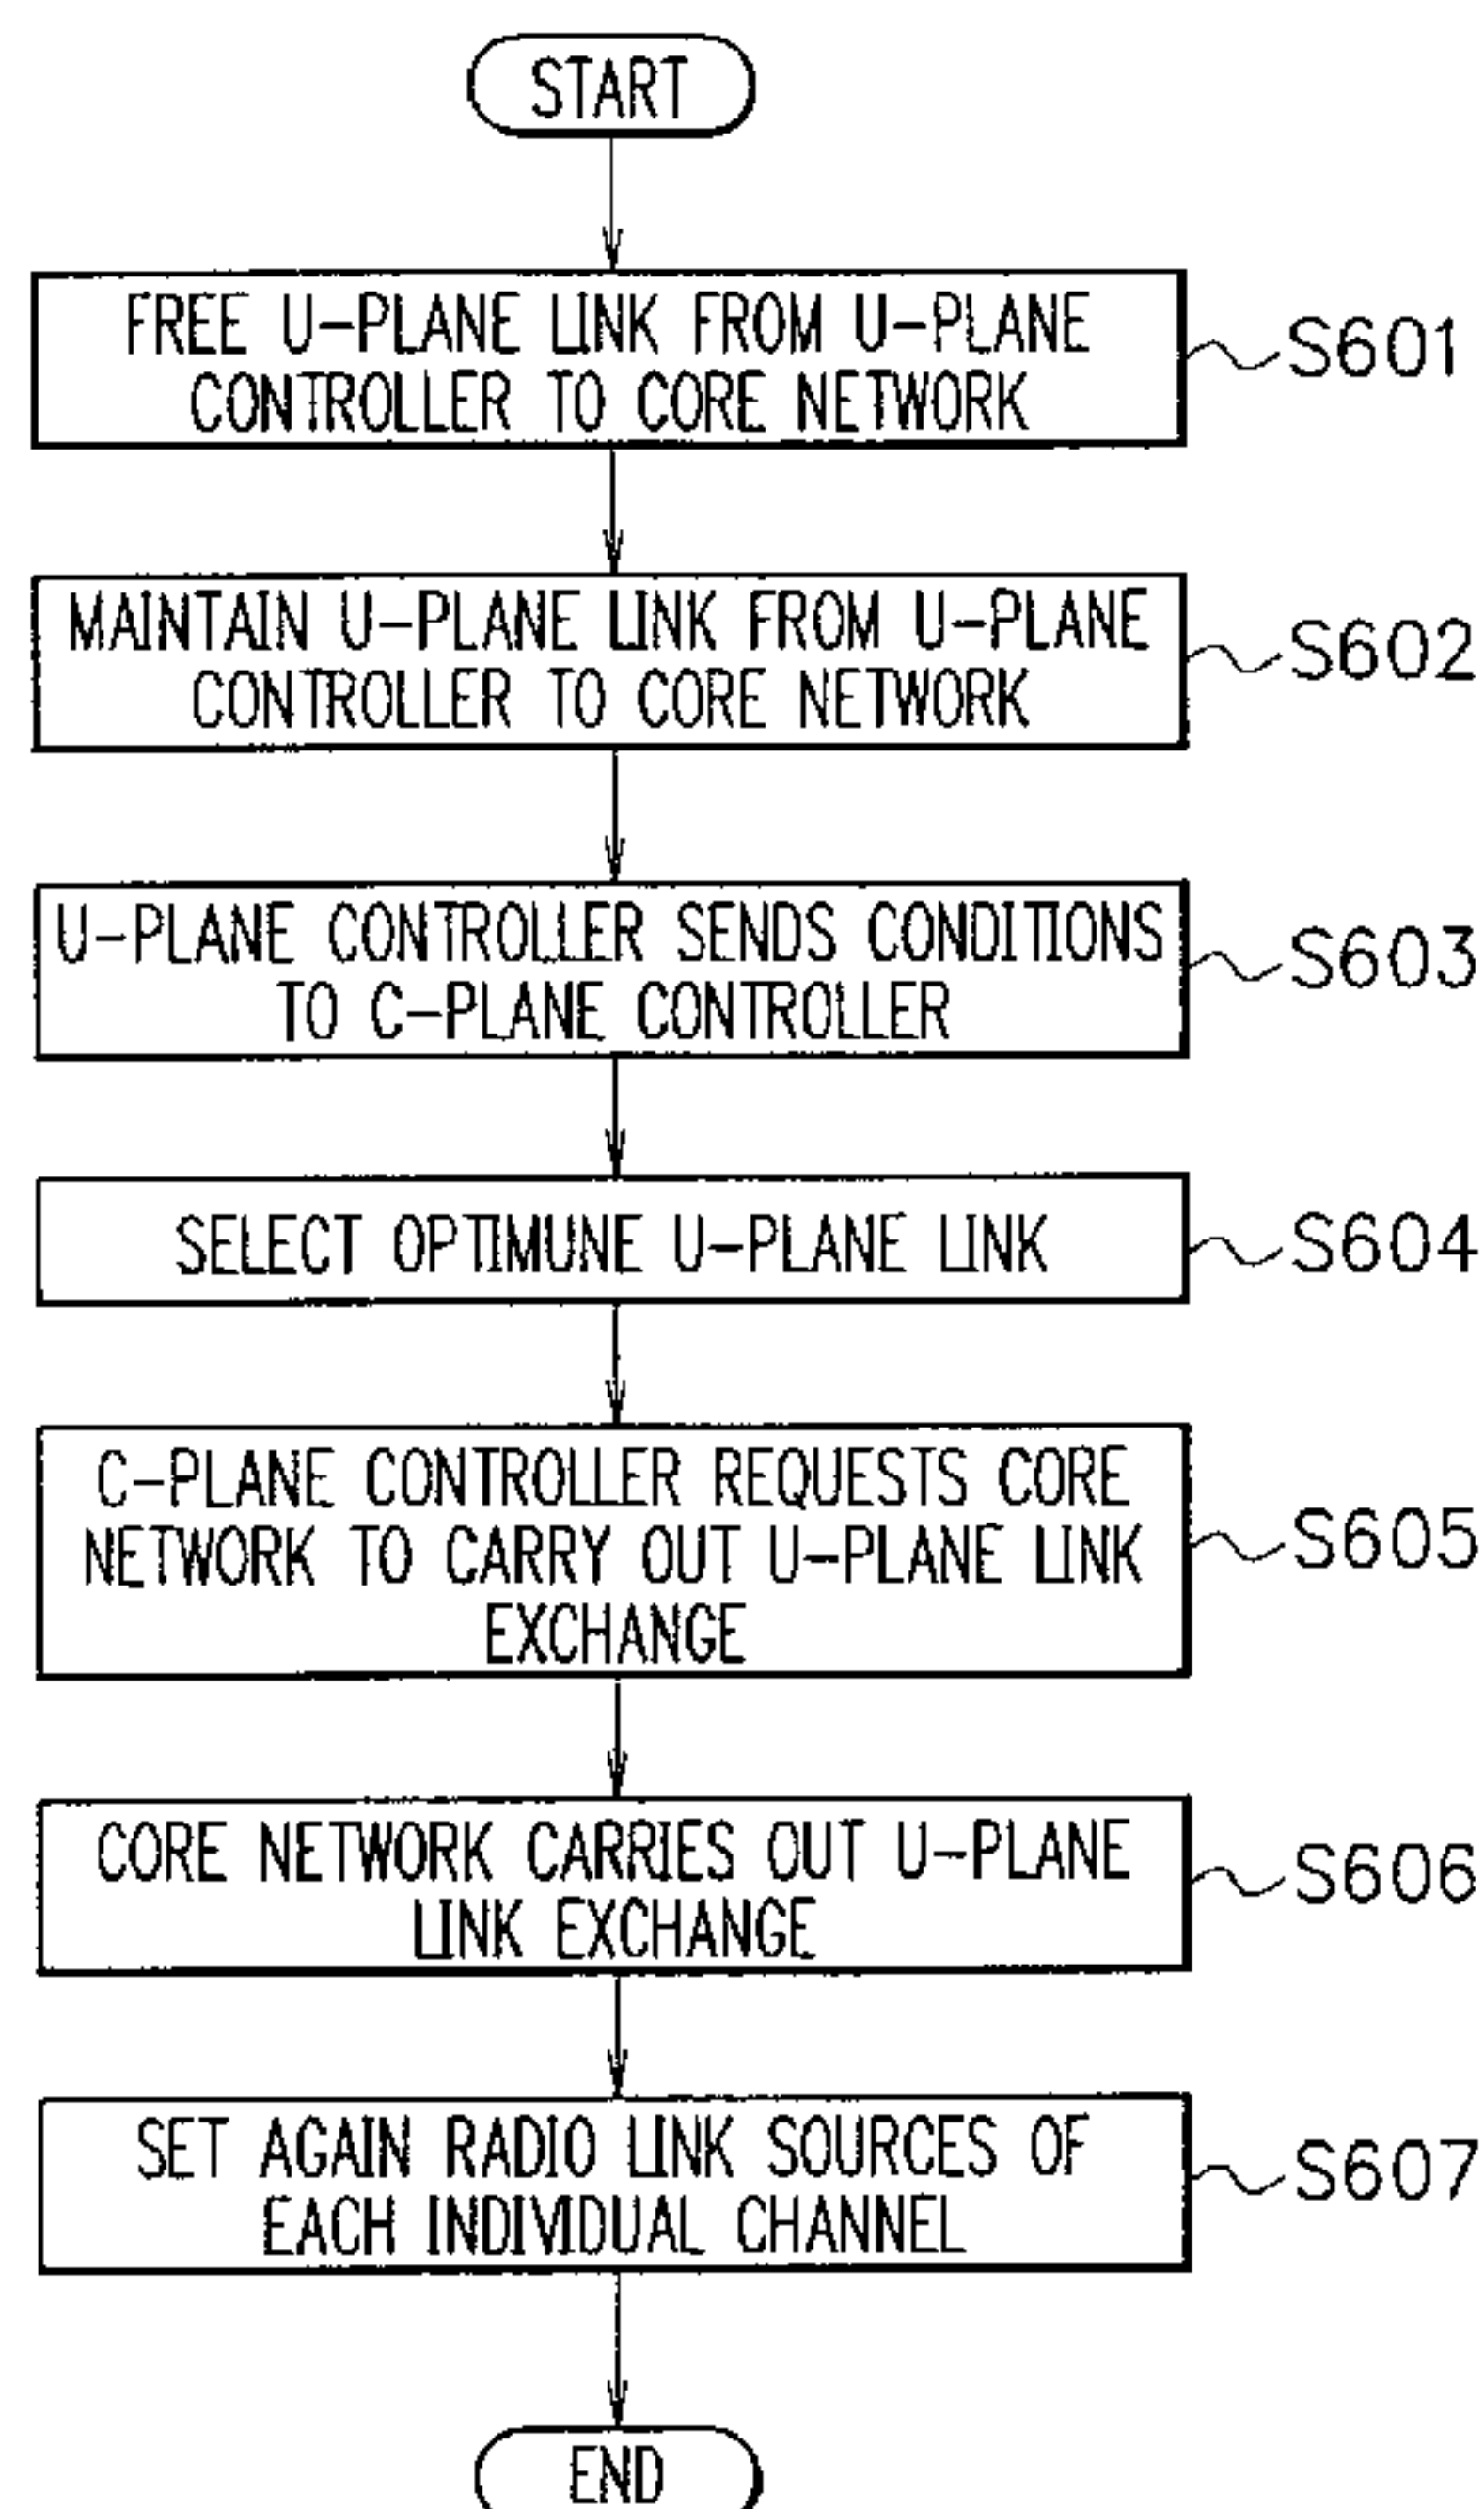 START
FREE U-PLANE LINK FROM U-PLANE
CONTROLLER TO CORE NETWORK
S601
MAINTAIN U-PLANE LINK FROM U-PLANE
CONTROLLER TO CORE NETWORK
S602
U-PLANE CONTROLLER SENDS CONDITIONS
TO C-PLANE CONTROLLER
S603
SELECT OPTIMUNE U-PLANE LINK
S604
C-PLANE CONTROLLER REQUESTS CORE
NETWORK TO CARRY OUT U-PLANE LINK
EXCHANGE
S605
CORE NETWORK CARRIES OUT U-PLANE
LINK EXCHANGE
S606
SET AGAIN RADIO LINK SOURCES OF
EACH INDIVIDUAL CHANNEL
S607
END